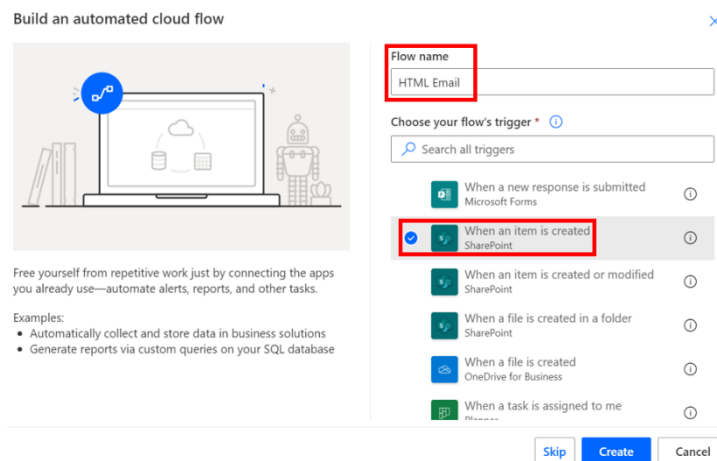 Build an automated cloud flow
Free yourself from repetitive work just by connecting the apps
you already use—automate alerts, reports, and other tasks.
Examples:
• Automatically collect and store data in business solutions
• Generate reports via custom queries on your SQL database
Flow name
HTML Email
Choose your flow's trigger *
Search all triggers
When a new response is submitted
Microsoft Forms
When an item is created
SharePoint
When an item is created or modified
SharePoint
When a file is created in a folder
SharePoint
When a file is created
OneDrive for Business
When a task is assigned to me
Planner
Skip
Create
Cancel